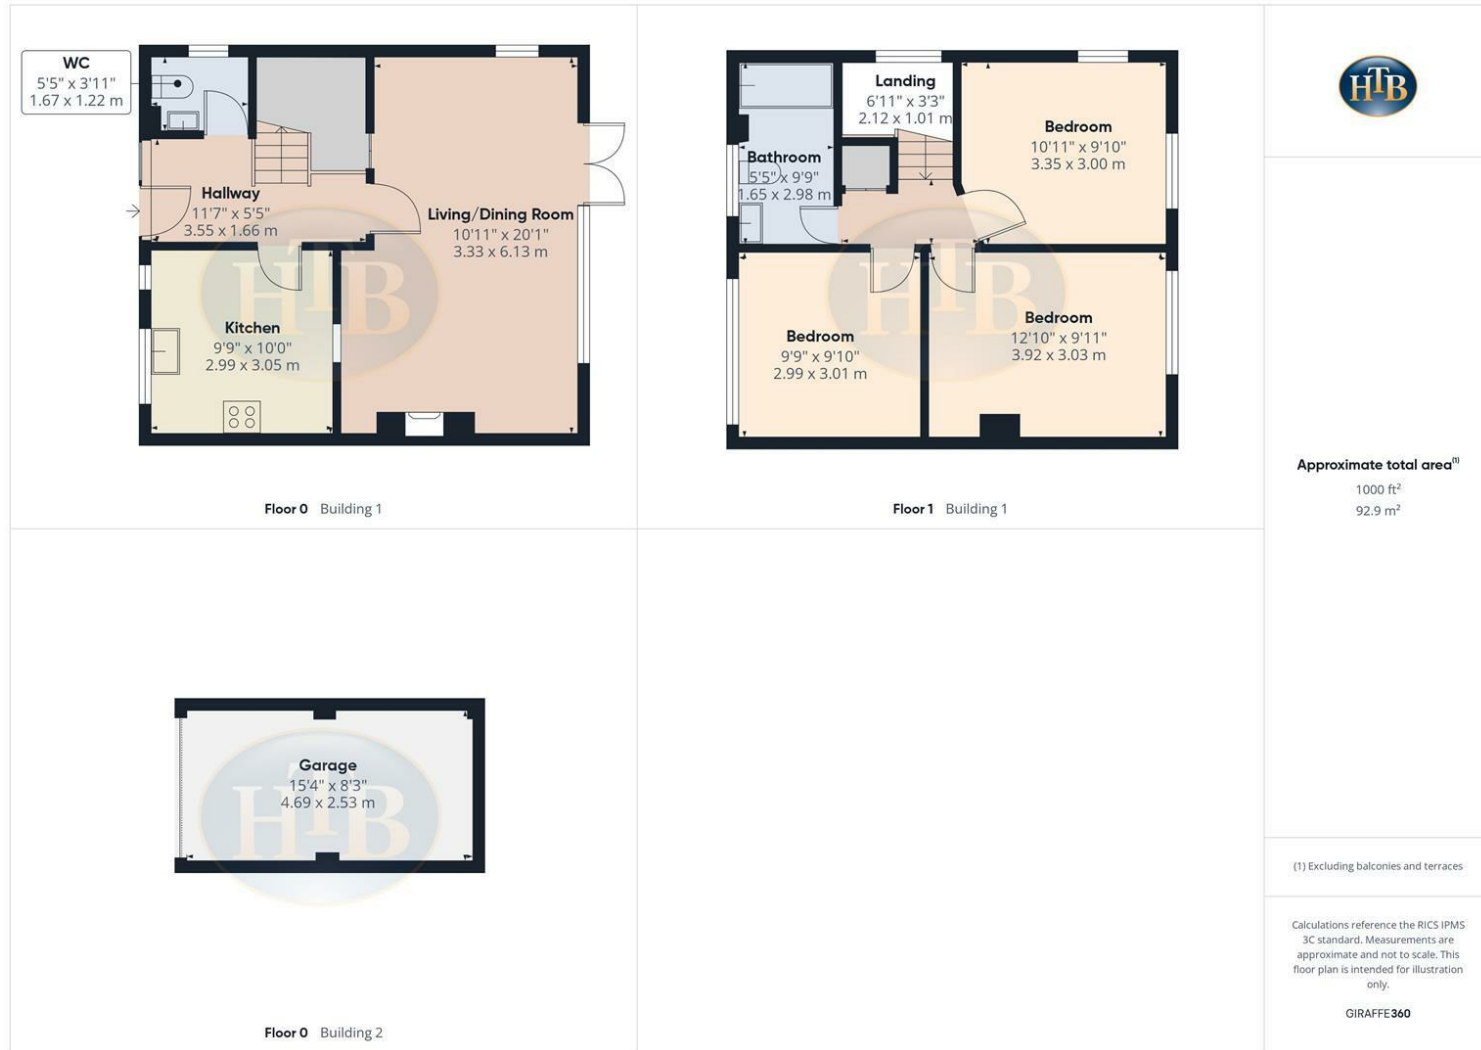 WC
5'5" x 3'11"
1.67 x 1.22 m
Hallway
11'7" x 5'5"
3.55 x 1.66 m
Living/Dining Room
10'11" x 20'1"
3.33 x 6.13 m
Kitchen
9'9" x 10'0"
2.99 x 3.05 m
HTB
Floor 0 Building 1
Landing
6'11" x 3'3"
2.12 x 1.01 m
Bedroom
10'11" x 9'10"
3.35 x 3.00 m
Bathroom
5'5" x 9'9"
1.65 x 2.98 m
Bedroom
9'9" x 9'10"
2.99 x 3.01 m
Bedroom
12'10" x 9'11"
3.92 x 3.03 m
HTB
Floor 1 Building 1
Garage
15'4" x 8'3"
4.69 x 2.53 m
HTB
Floor 0 Building 2
HTB
Approximate total area(1)
1000 ft²
92.9 m²
(1) Excluding balconies and terraces
Calculations reference the RICS IPMS
3C standard. Measurements are
approximate and not to scale. This
floor plan is intended for illustration
only.
GIRAFFE360